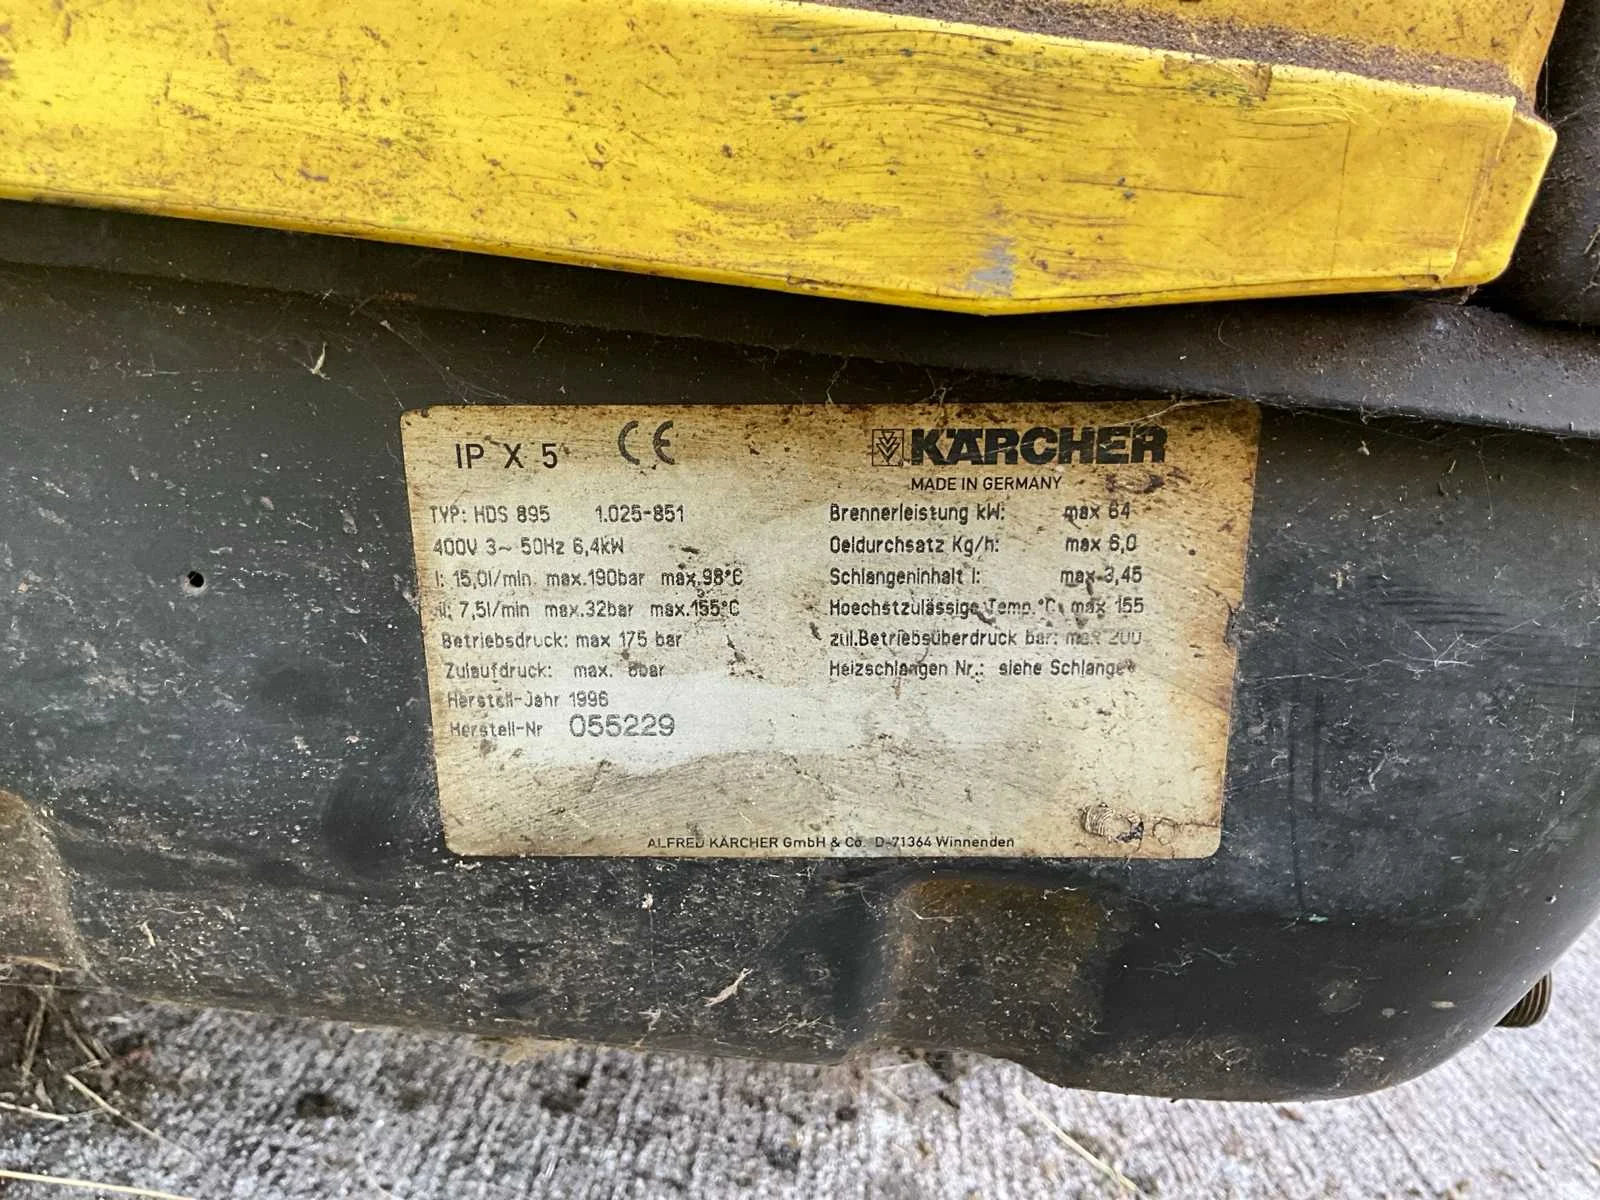 IP X 5 CE
KÄRCHER
MADE IN GERMANY
TYP: HDS 895 1.025-851
400V 3~ 50Hz 6,4kW
I: 15,0l/min. max.190bar max.98°C
II: 7,5l/min max.32bar max.155°C
Betriebsdruck: max 175 bar
Zulaufdruck: max. 6bar
Herstell-Jahr 1996
Herstell-Nr 055229
Brennerleistung kW: max 64
Oeldurchsatz Kg/h: max 6,0
Schlangeninhalt l: max 3,45
Hoechstzulässige Temp.°C: max 155
zul.Betriebsüberdruck bar: max 200
Heizschlangen Nr.: siehe Schlange
ALFRED KÄRCHER GmbH & Co. D-71364 Winnenden